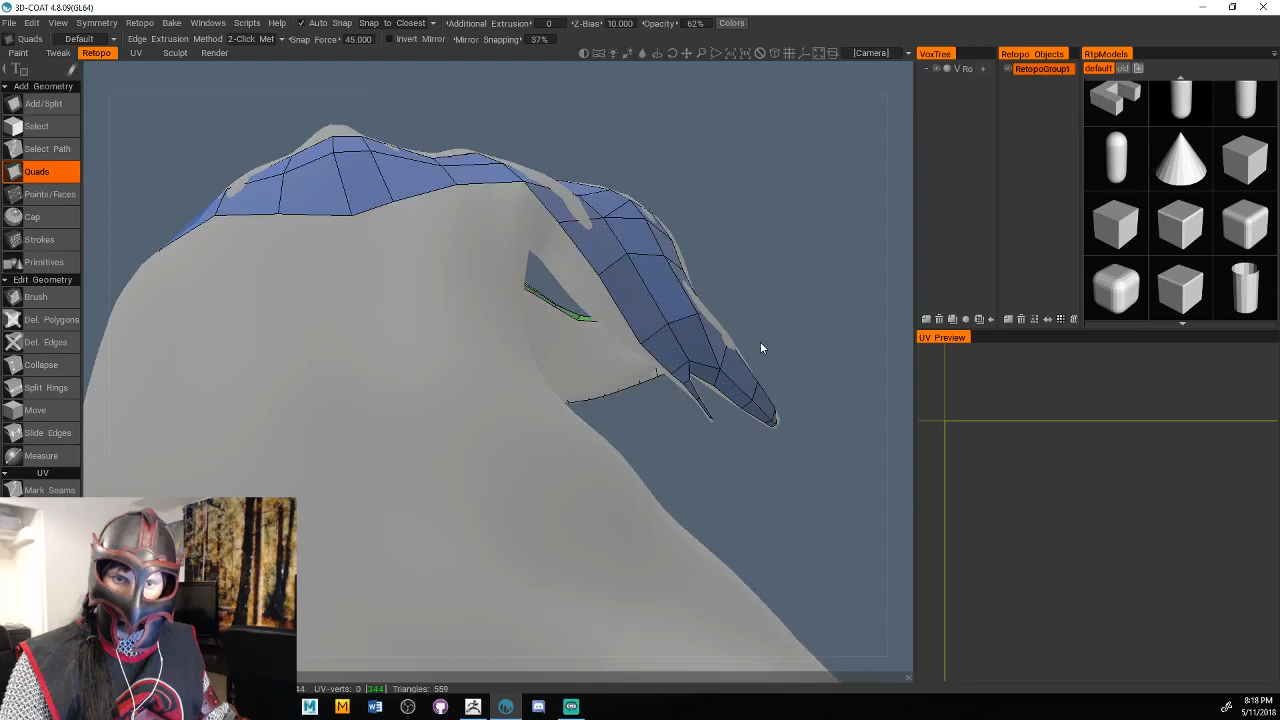 3D-COAT 4.8.09(GL64)
File Edit View Symmetry Retopo Bake Windows Scripts Help Auto Snap Snap to Closest Additional Extrusion 0 Z-Bias 10.000 Opacity 62% Colors
Quads Default Edge Extrusion Method 2-Click Met Snap Force 45.000 Invert Mirror Mirror Snapping 37%
Paint Tweak Retopo UV Sculpt Render [Camera] VoxTree Retopo Objects RtpModels
V Ro + RetopoGroup1 default old
Add Geometry
Add/Split
Select
Select Path
Quads
Points/Faces
Cap
Strokes
Primitives
Edit Geometry
Brush
Del. Polygons
Del. Edges
Collapse
Split Rings
Move
Slide Edges
Measure
UV
Mark Seams
UV Preview
44 UV-verts: 0 [344] Triangles: 559
8:18 PM
5/11/2018